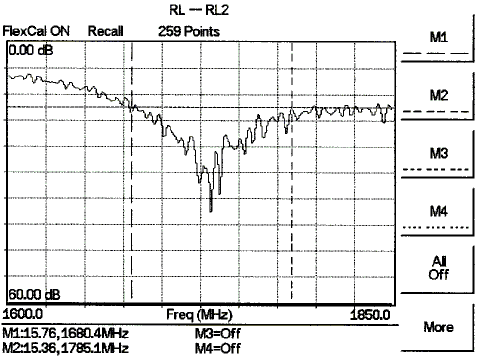 RL -- RL2
FlexCal ON Recall 259 Points
0.00 dB
60.00 dB
1600.0 Freq (MHz) 1850.0
M1:15.76,1680.4MHz M3=Off
M2:15.36,1785.1MHz M4=Off
M1
M2
M3
M4
All
Off
More